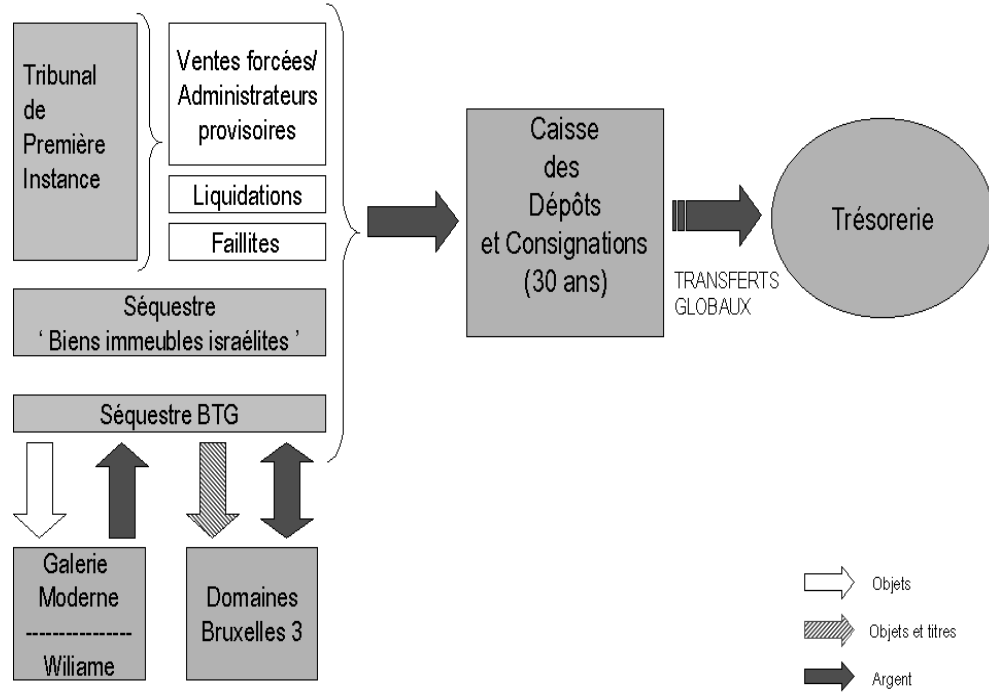 Tribunal
de
Première
Instance
Ventes forcées/
Administrateurs
provisoires
Liquidations
Faillites
Séquestre
‘ Biens immeubles israélites ’
Séquestre BTG
Galerie
Moderne
----------------
Wiliame
Domaines
Bruxelles 3
Caisse
des
Dépôts
et Consignations
(30 ans)
TRANSFERTS
GLOBAUX
Trésorerie
Objets
Objets et titres
Argent